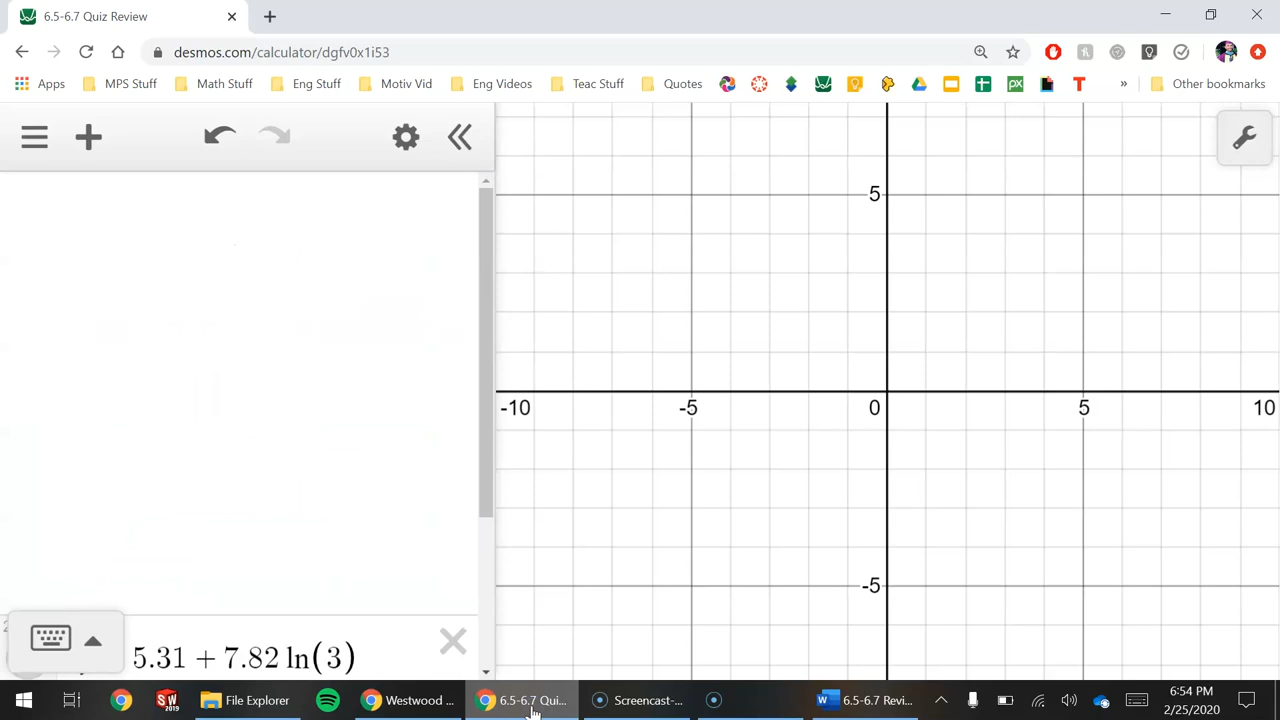 6.5-6.7 Quiz Review
desmos.com/calculator/dgfv0x1i53
Apps MPS Stuff Math Stuff Eng Stuff Motiv Vid Eng Videos Teac Stuff Quotes px T » Other bookmarks
5
-10 -5 0 5 10
-5
5.31 + 7.82 ln(3)
SW 2019 File Explorer Westwood ... 6.5-6.7 Qui... Screencast-... 6.5-6.7 Revi...
6:54 PM
2/25/2020